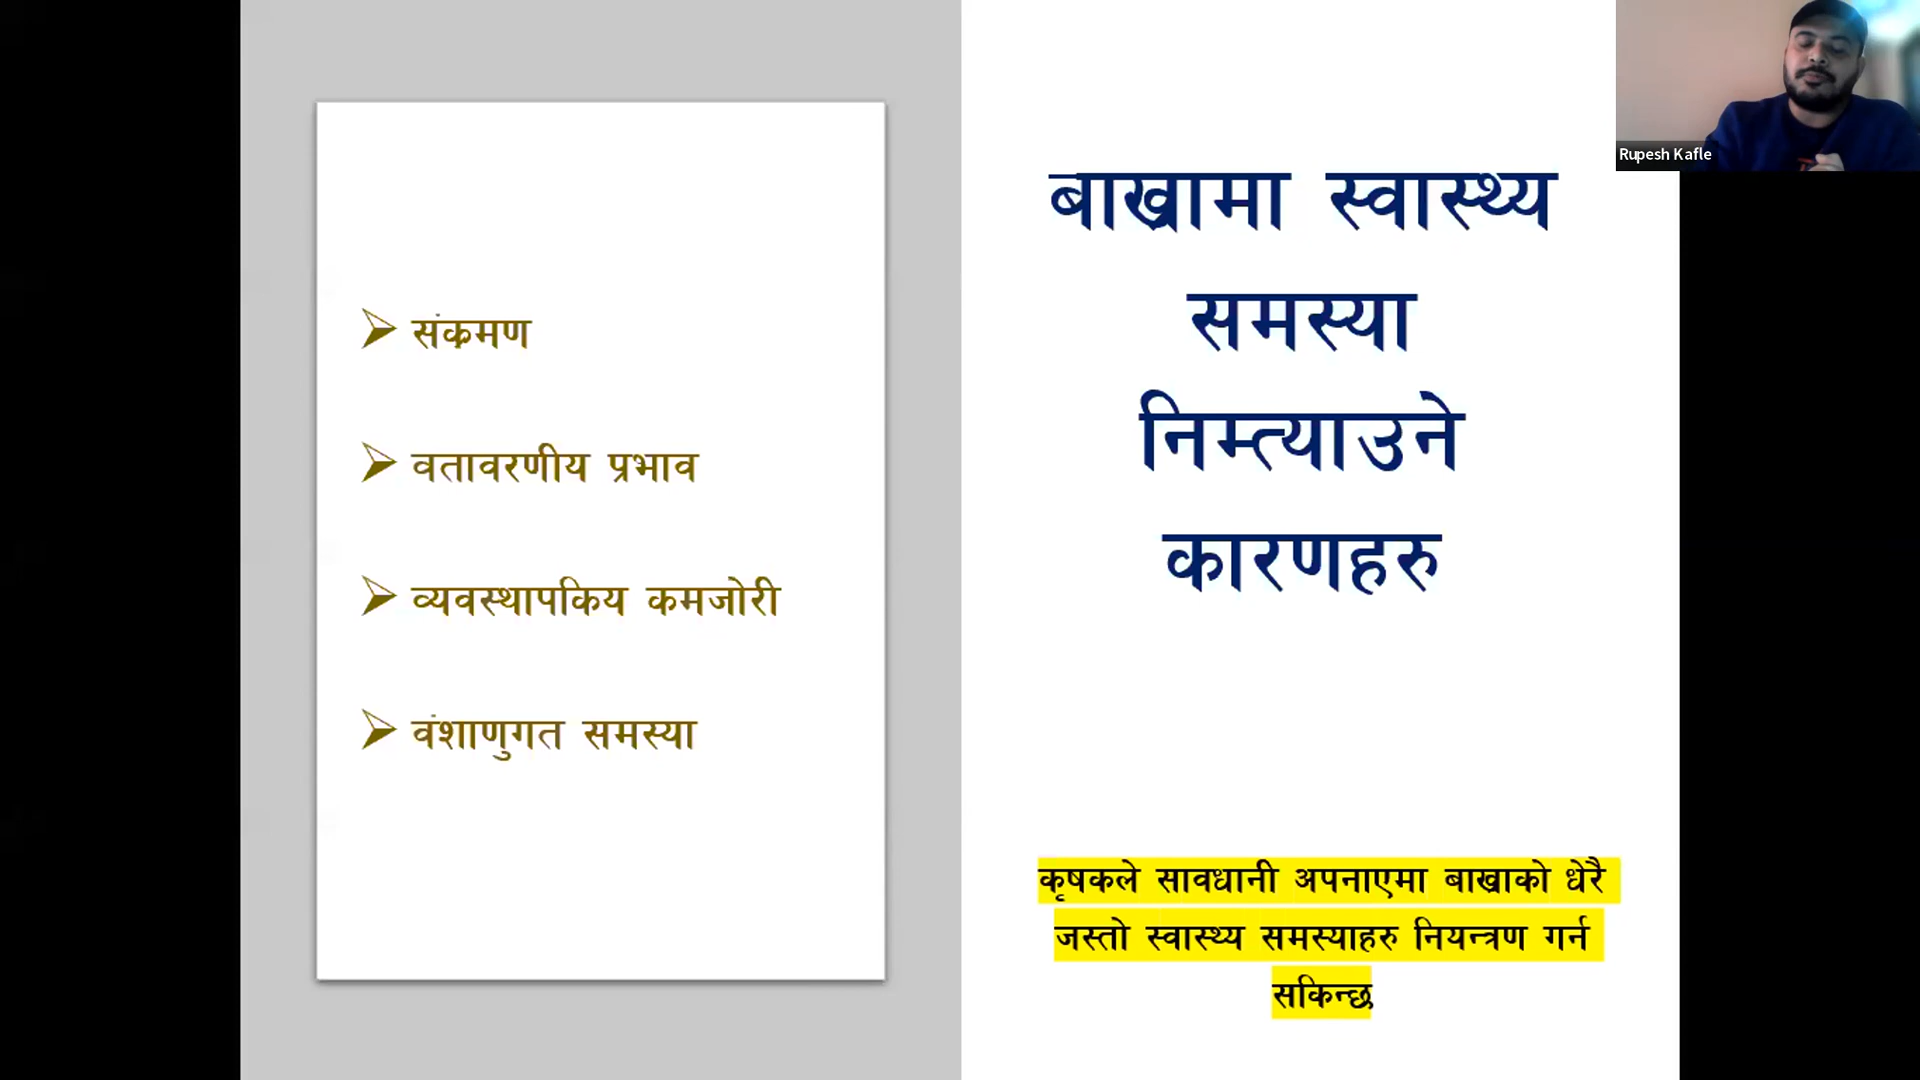 संक्रमण
वतावरणीय प्रभाव
व्यवस्थापकिय कमजोरी
वंशाणुगत समस्या
बाख्रामा स्वास्थ्य
समस्या
निम्त्याउने
कारणहरु
कृषकले सावधानी अपनाएमा बाख्राको धेरै
जस्तो स्वास्थ्य समस्याहरु नियन्त्रण गर्न
सकिन्छ
Rupesh Kafle